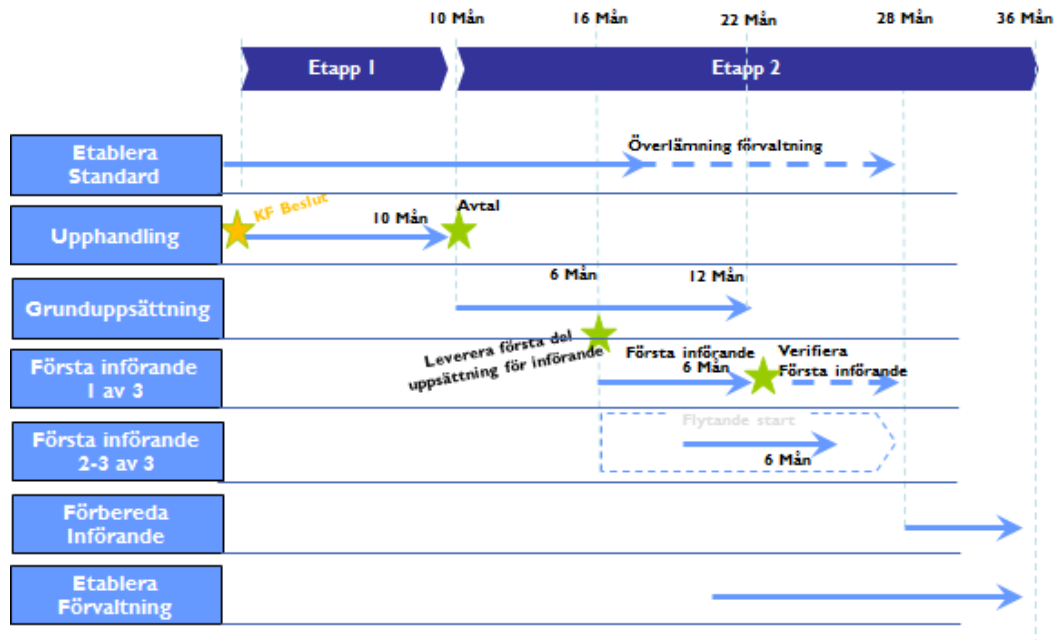 10 Mån
16 Mån
22 Mån
28 Mån
36 Mån
Etapp 1
Etapp 2
Etablera
Standard
Överlämning förvaltning
Upphandling
KF Beslut
10 Mån
Avtal
Grunduppsättning
6 Mån
12 Mån
Leverera första del
uppsättning för införande
Första införande
1 av 3
Första införande
6 Mån
Verifiera
Första införande
Första införande
2-3 av 3
Flytande start
6 Mån
Förbereda
Införande
Etablera
Förvaltning